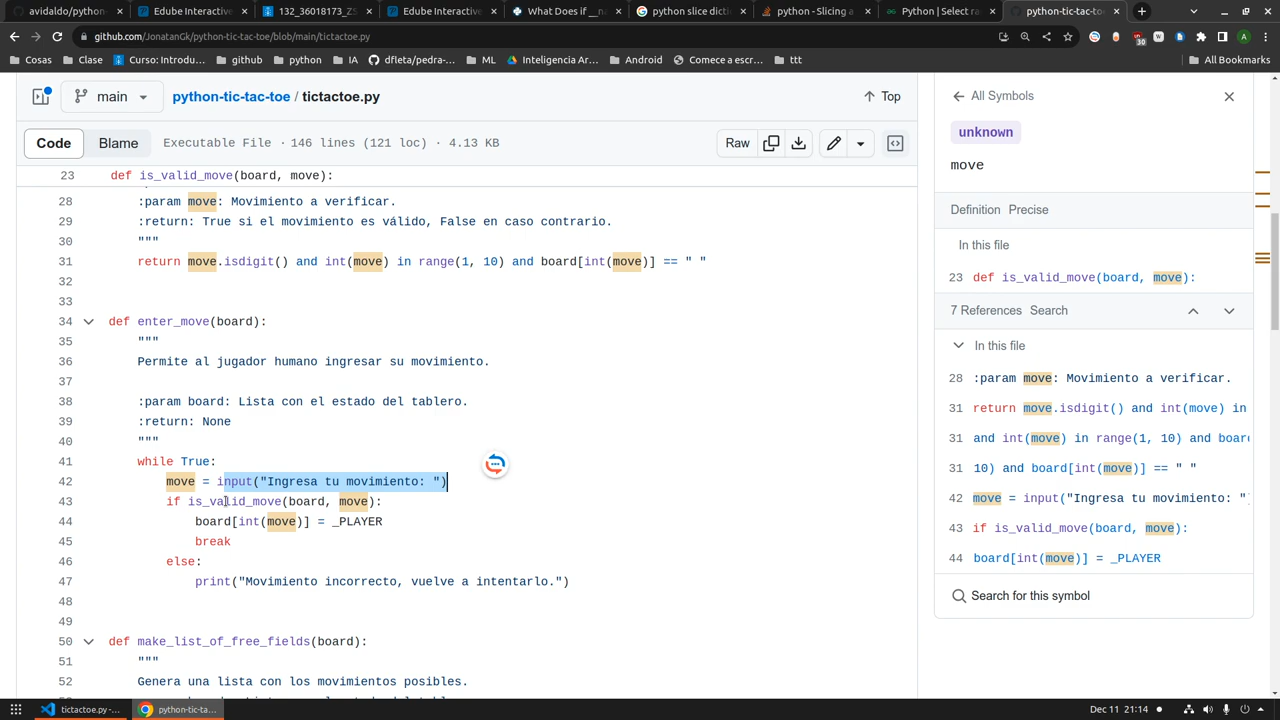 avidaldo/python-c
Edube Interactive
132_36018173_ZS
Edube Interactive
What Does if __na
python slice dictic
python - Slicing a
Python | Select ra
python-tic-tac-toe
github.com/JonatanGk/python-tic-tac-toe/blob/main/tictactoe.py
30
A
Cosas
Clase
Curso: Introdu...
github
python
IA
dfleta/pedra-...
ML
Inteligencia Ar...
Android
Comece a escr...
ttt
All Bookmarks
main
python-tic-tac-toe / tictactoe.py
Top
Code
Blame
Executable File · 146 lines (121 loc) · 4.13 KB
Raw
23 def is_valid_move(board, move):
28 :param move: Movimiento a verificar.
29 :return: True si el movimiento es válido, False en caso contrario.
30 """
31 return move.isdigit() and int(move) in range(1, 10) and board[int(move)] == " "
32
33
34 def enter_move(board):
35 """
36 Permite al jugador humano ingresar su movimiento.
37
38 :param board: Lista con el estado del tablero.
39 :return: None
40 """
41 while True:
42 move = input("Ingresa tu movimiento: ")
43 if is_valid_move(board, move):
44 board[int(move)] = _PLAYER
45 break
46 else:
47 print("Movimiento incorrecto, vuelve a intentarlo.")
48
49
50 def make_list_of_free_fields(board):
51 """
52 Genera una lista con los movimientos posibles.
All Symbols
unknown
move
Definition Precise
In this file
23 def is_valid_move(board, move):
7 References Search
In this file
28 :param move: Movimiento a verificar.
31 return move.isdigit() and int(move) in
31 and int(move) in range(1, 10) and board
31 10) and board[int(move)] == " "
42 move = input("Ingresa tu movimiento: "
43 if is_valid_move(board, move):
44 board[int(move)] = _PLAYER
Search for this symbol
tictactoe.py -...
python-tic-ta...
Dec 11 21:14